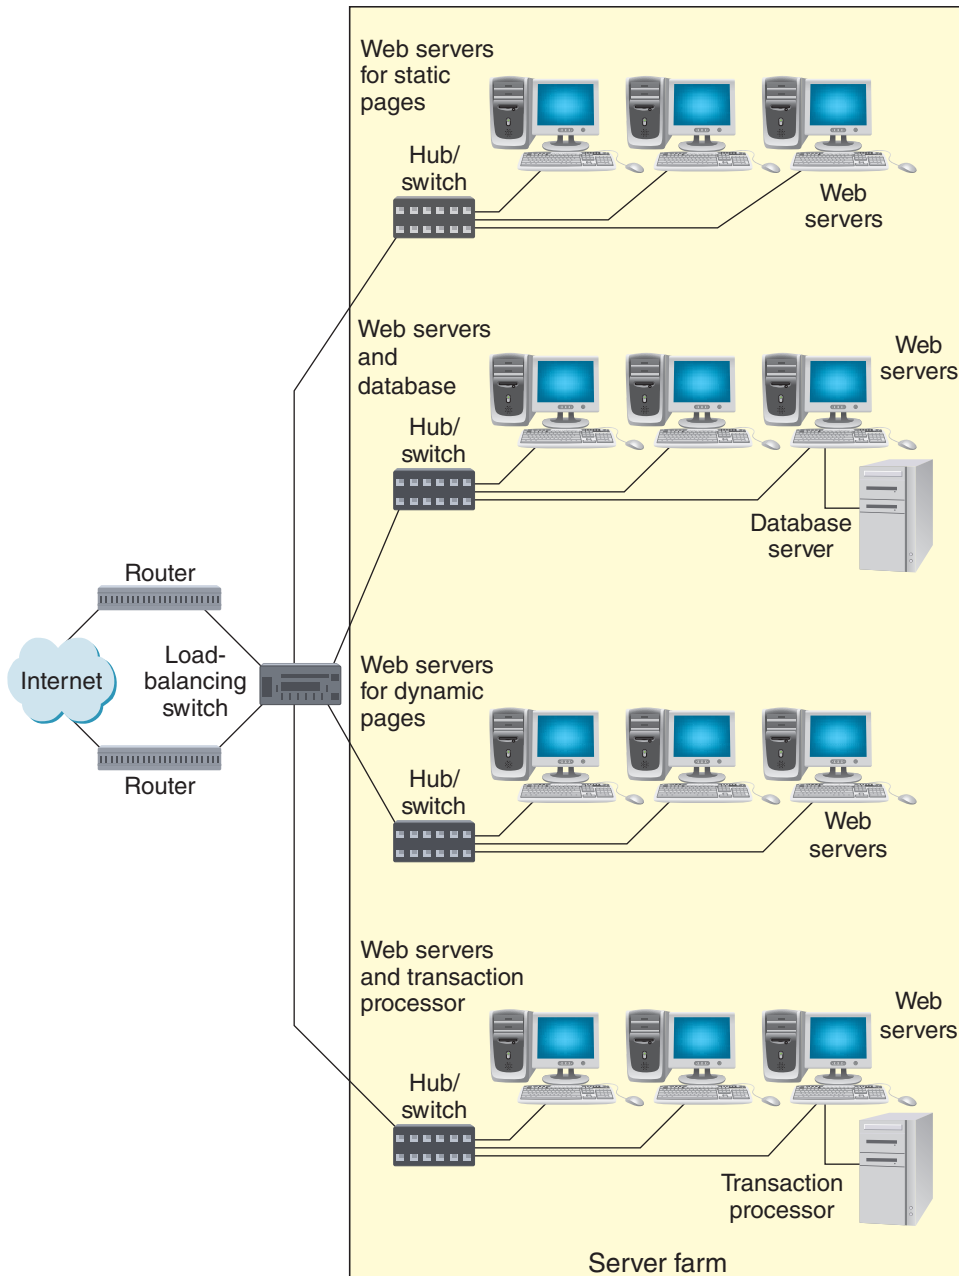 Web servers
for static
pages
Hub/
switch
Web
servers
Web servers
and
database
Web
servers
Hub/
switch
Database
server
Router
Internet
Load-
balancing
switch
Router
Web servers
for dynamic
pages
Hub/
switch
Web
servers
Web servers
and transaction
processor
Web
servers
Hub/
switch
Transaction
processor
Server farm